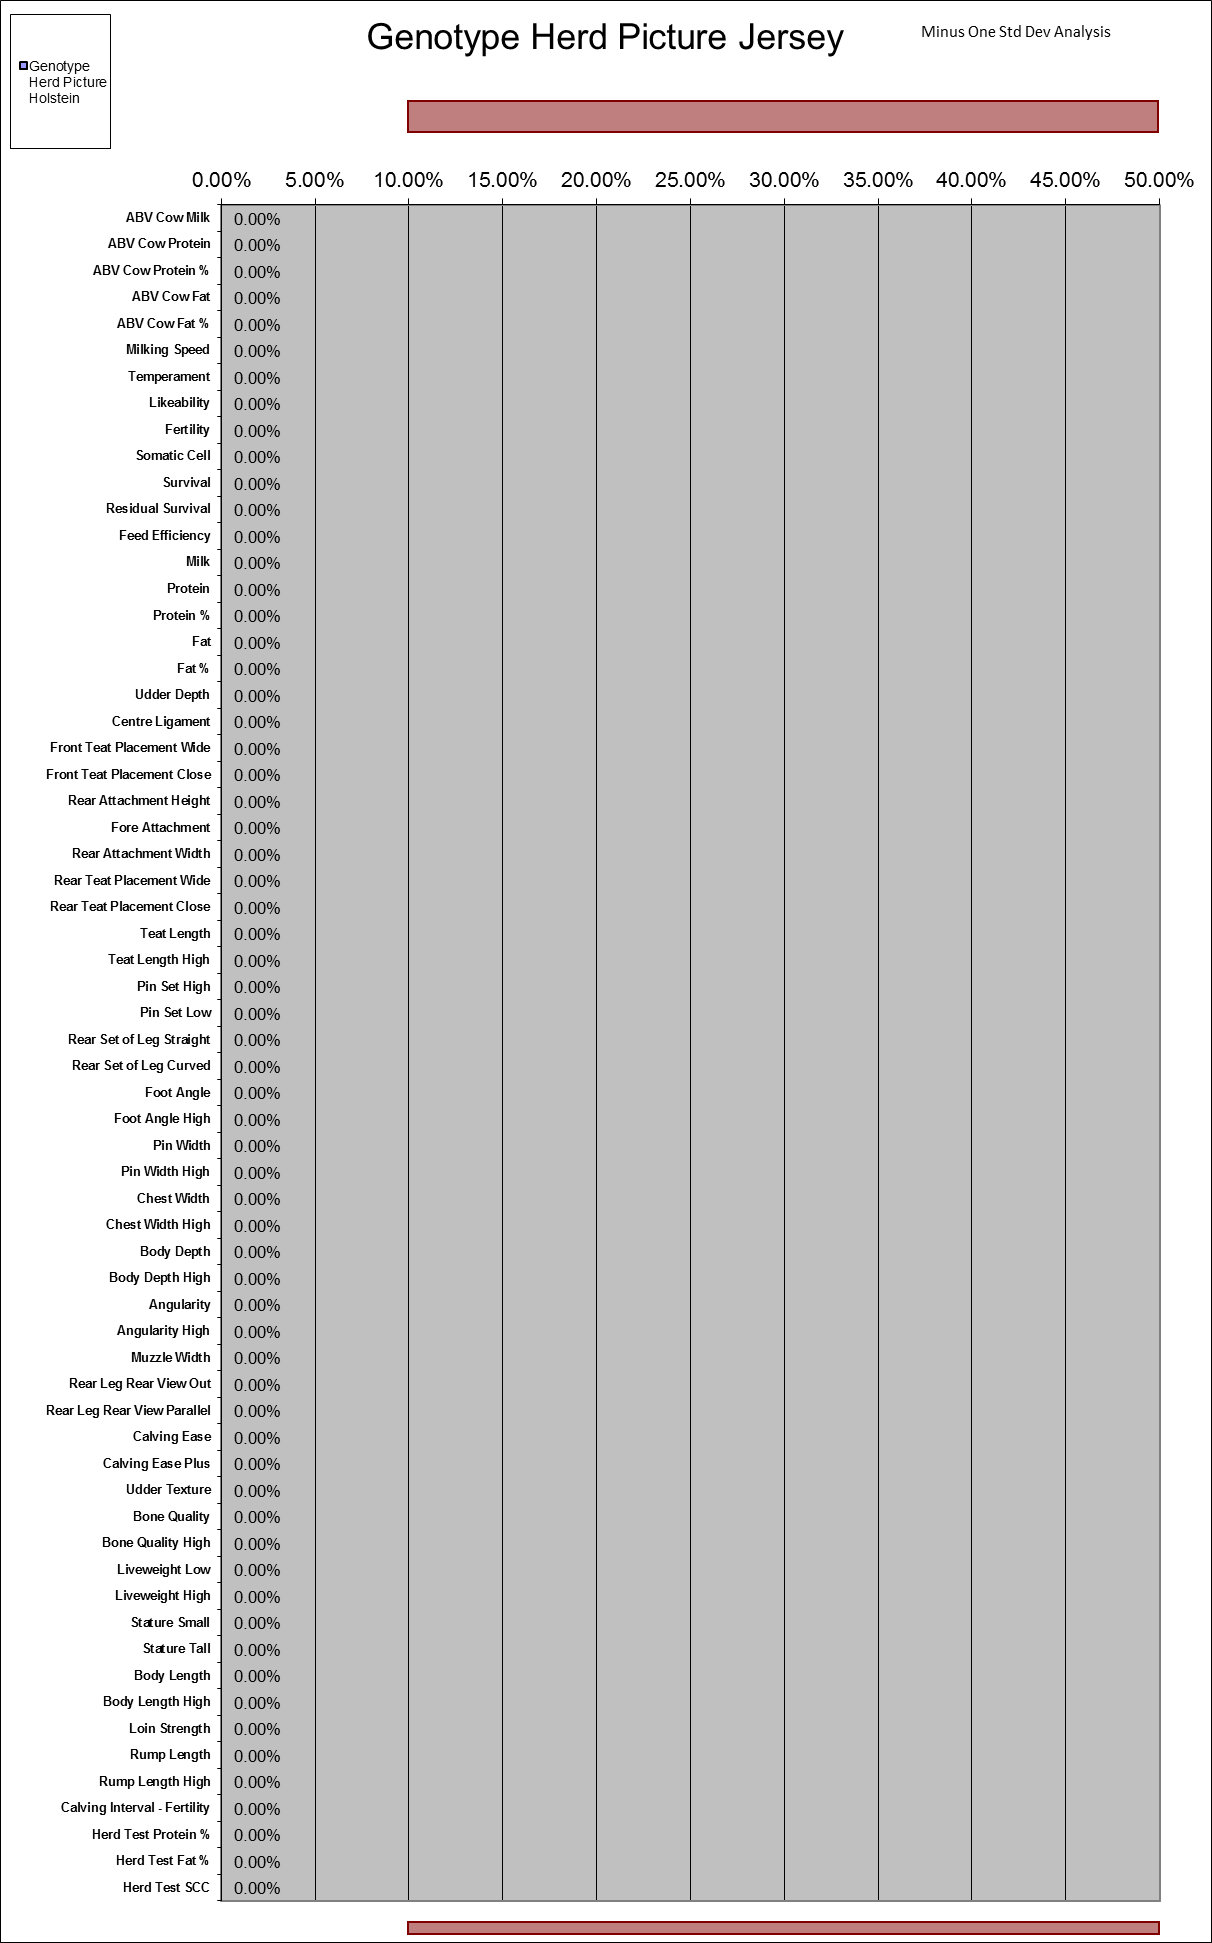 Genotype Herd Picture Jersey
Minus One Std Dev Analysis
Genotype
Herd Picture
Holstein
0.00% 5.00% 10.00% 15.00% 20.00% 25.00% 30.00% 35.00% 40.00% 45.00% 50.00%
ABV Cow Milk 0.00%
ABV Cow Protein 0.00%
ABV Cow Protein % 0.00%
ABV Cow Fat 0.00%
ABV Cow Fat % 0.00%
Milking Speed 0.00%
Temperament 0.00%
Likeability 0.00%
Fertility 0.00%
Somatic Cell 0.00%
Survival 0.00%
Residual Survival 0.00%
Feed Efficiency 0.00%
Milk 0.00%
Protein 0.00%
Protein % 0.00%
Fat 0.00%
Fat % 0.00%
Udder Depth 0.00%
Centre Ligament 0.00%
Front Teat Placement Wide 0.00%
Front Teat Placement Close 0.00%
Rear Attachment Height 0.00%
Fore Attachment 0.00%
Rear Attachment Width 0.00%
Rear Teat Placement Wide 0.00%
Rear Teat Placement Close 0.00%
Teat Length 0.00%
Teat Length High 0.00%
Pin Set High 0.00%
Pin Set Low 0.00%
Rear Set of Leg Straight 0.00%
Rear Set of Leg Curved 0.00%
Foot Angle 0.00%
Foot Angle High 0.00%
Pin Width 0.00%
Pin Width High 0.00%
Chest Width 0.00%
Chest Width High 0.00%
Body Depth 0.00%
Body Depth High 0.00%
Angularity 0.00%
Angularity High 0.00%
Muzzle Width 0.00%
Rear Leg Rear View Out 0.00%
Rear Leg Rear View Parallel 0.00%
Calving Ease 0.00%
Calving Ease Plus 0.00%
Udder Texture 0.00%
Bone Quality 0.00%
Bone Quality High 0.00%
Liveweight Low 0.00%
Liveweight High 0.00%
Stature Small 0.00%
Stature Tall 0.00%
Body Length 0.00%
Body Length High 0.00%
Loin Strength 0.00%
Rump Length 0.00%
Rump Length High 0.00%
Calving Interval - Fertility 0.00%
Herd Test Protein % 0.00%
Herd Test Fat % 0.00%
Herd Test SCC 0.00%